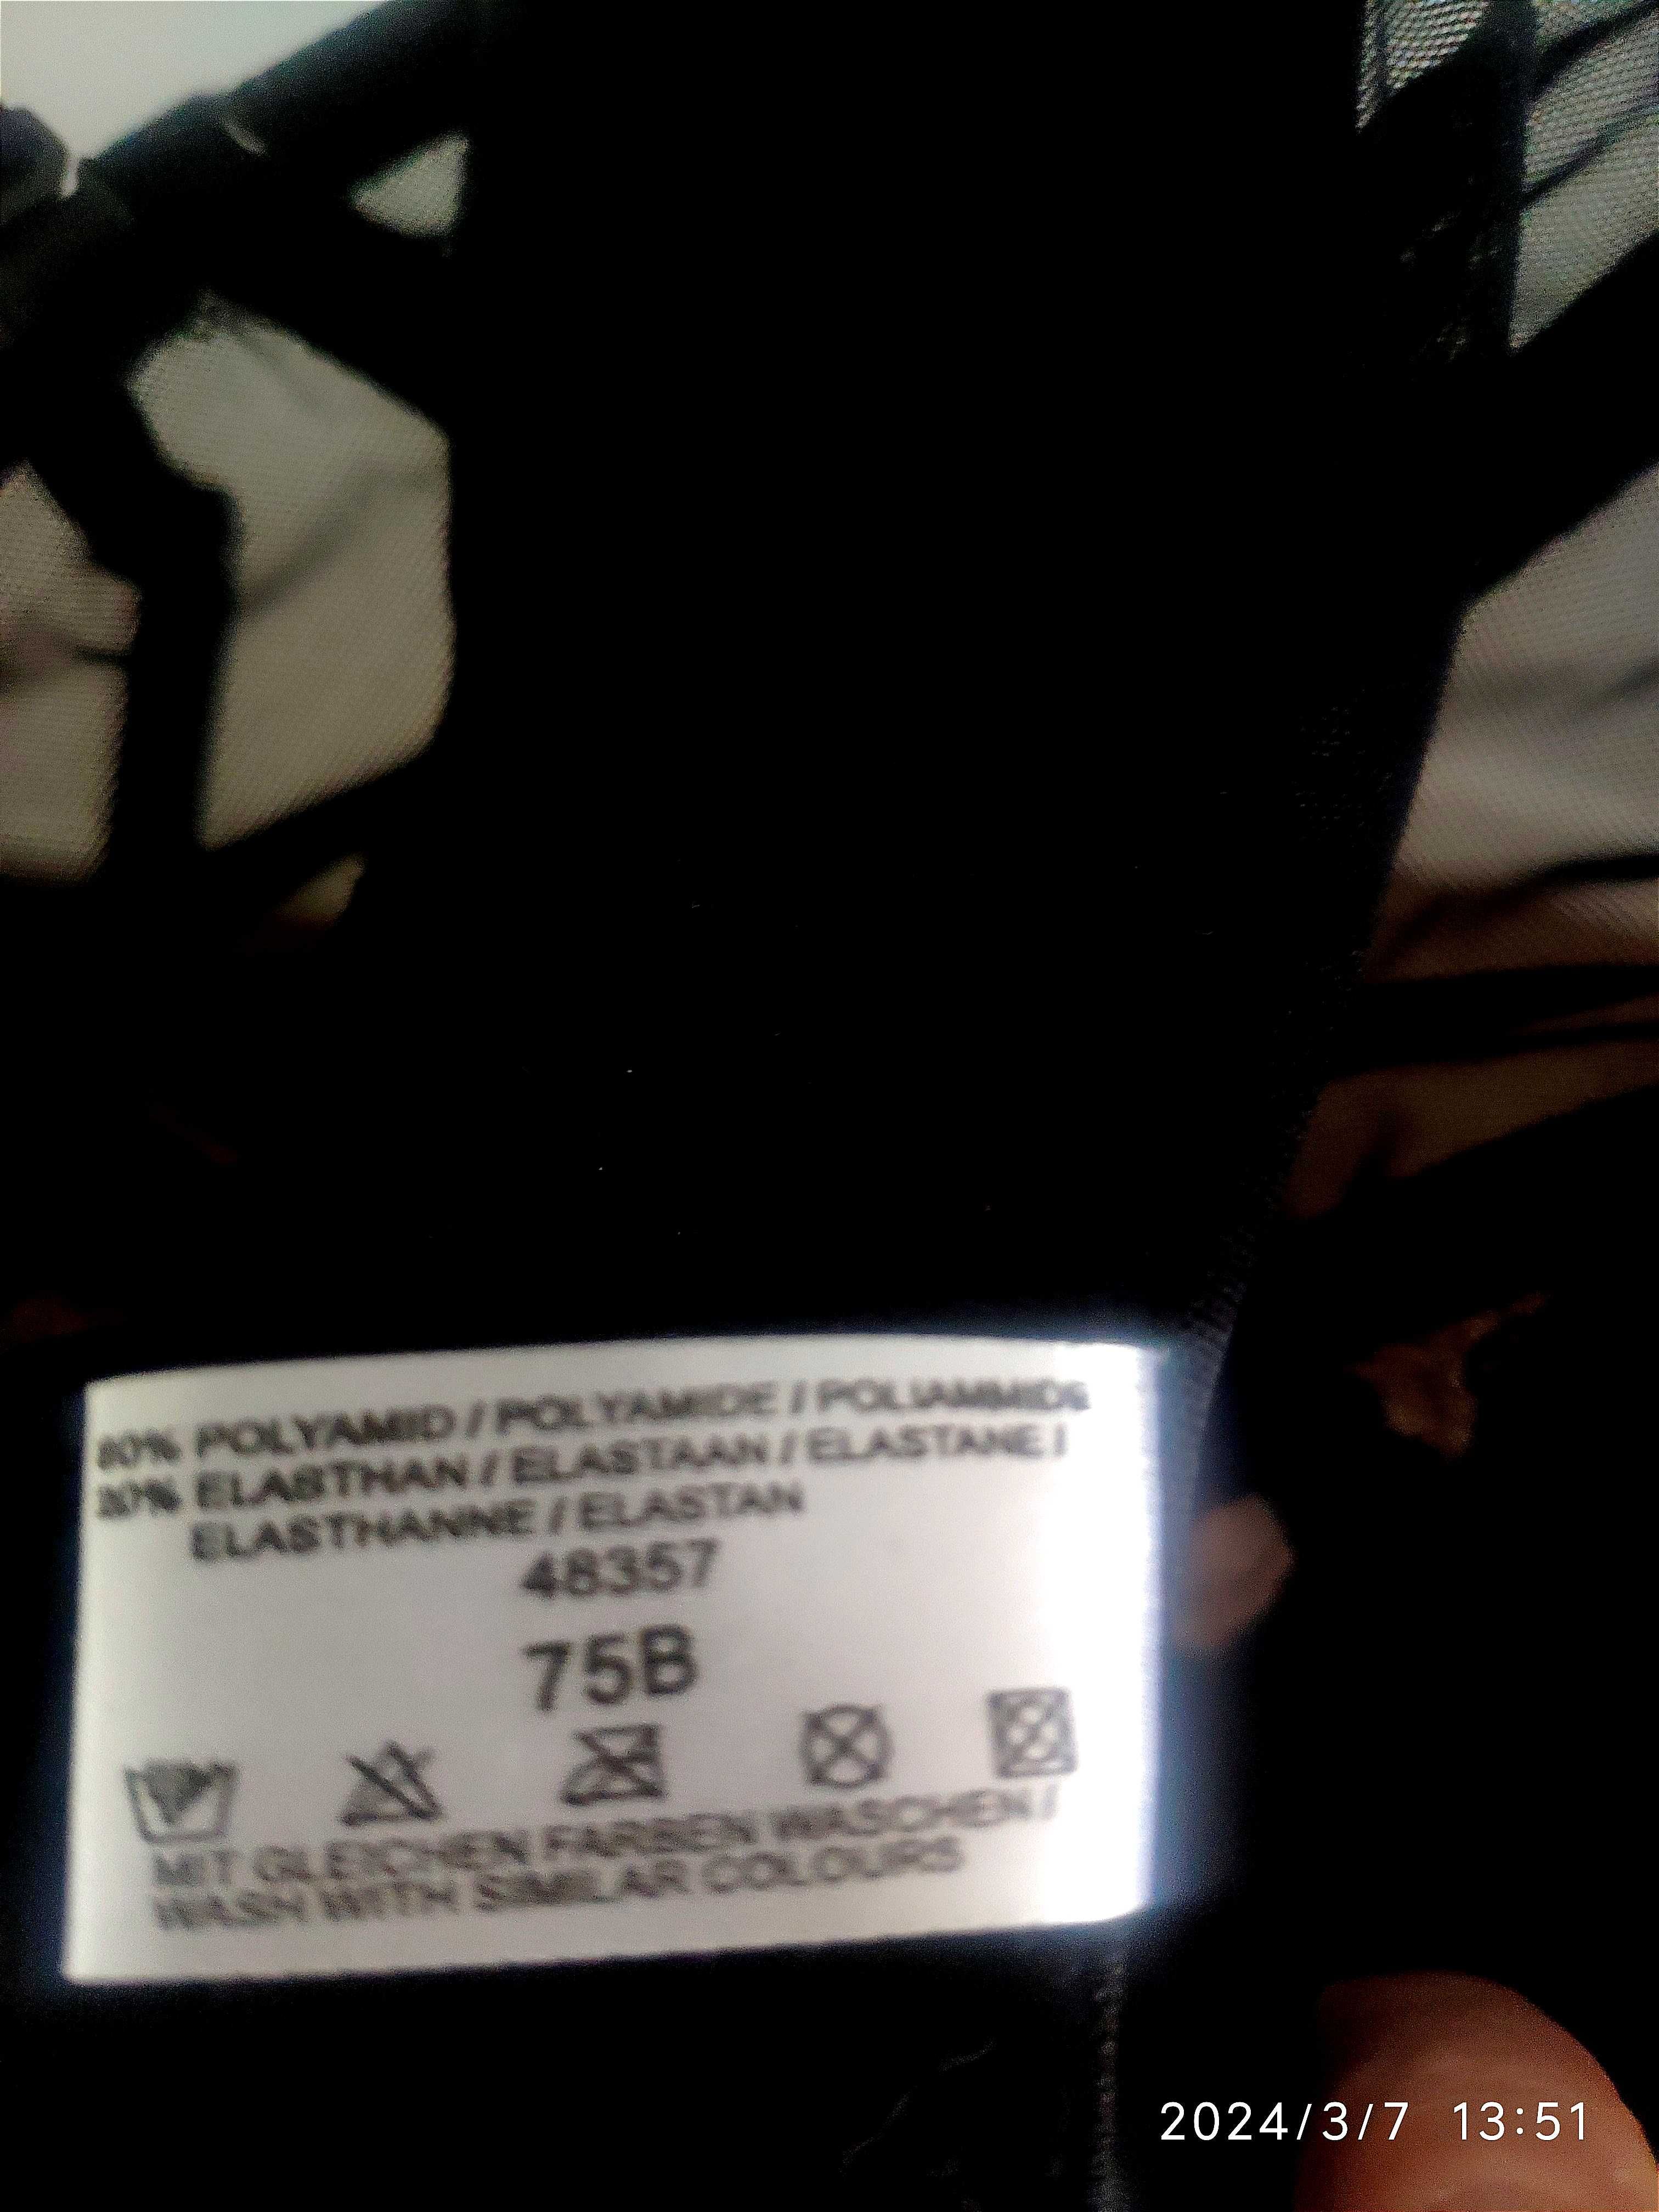 80% POLYAMID / POLYAMIDE / POLIAMMIDE
20% ELASTHAN / ELASTAAN / ELASTANE /
ELASTHANNE / ELASTAN
48357
75B
MIT GLEICHEN FARBEN WASCHEN /
WASH WITH SIMILAR COLOURS
2024/3/7 13:51